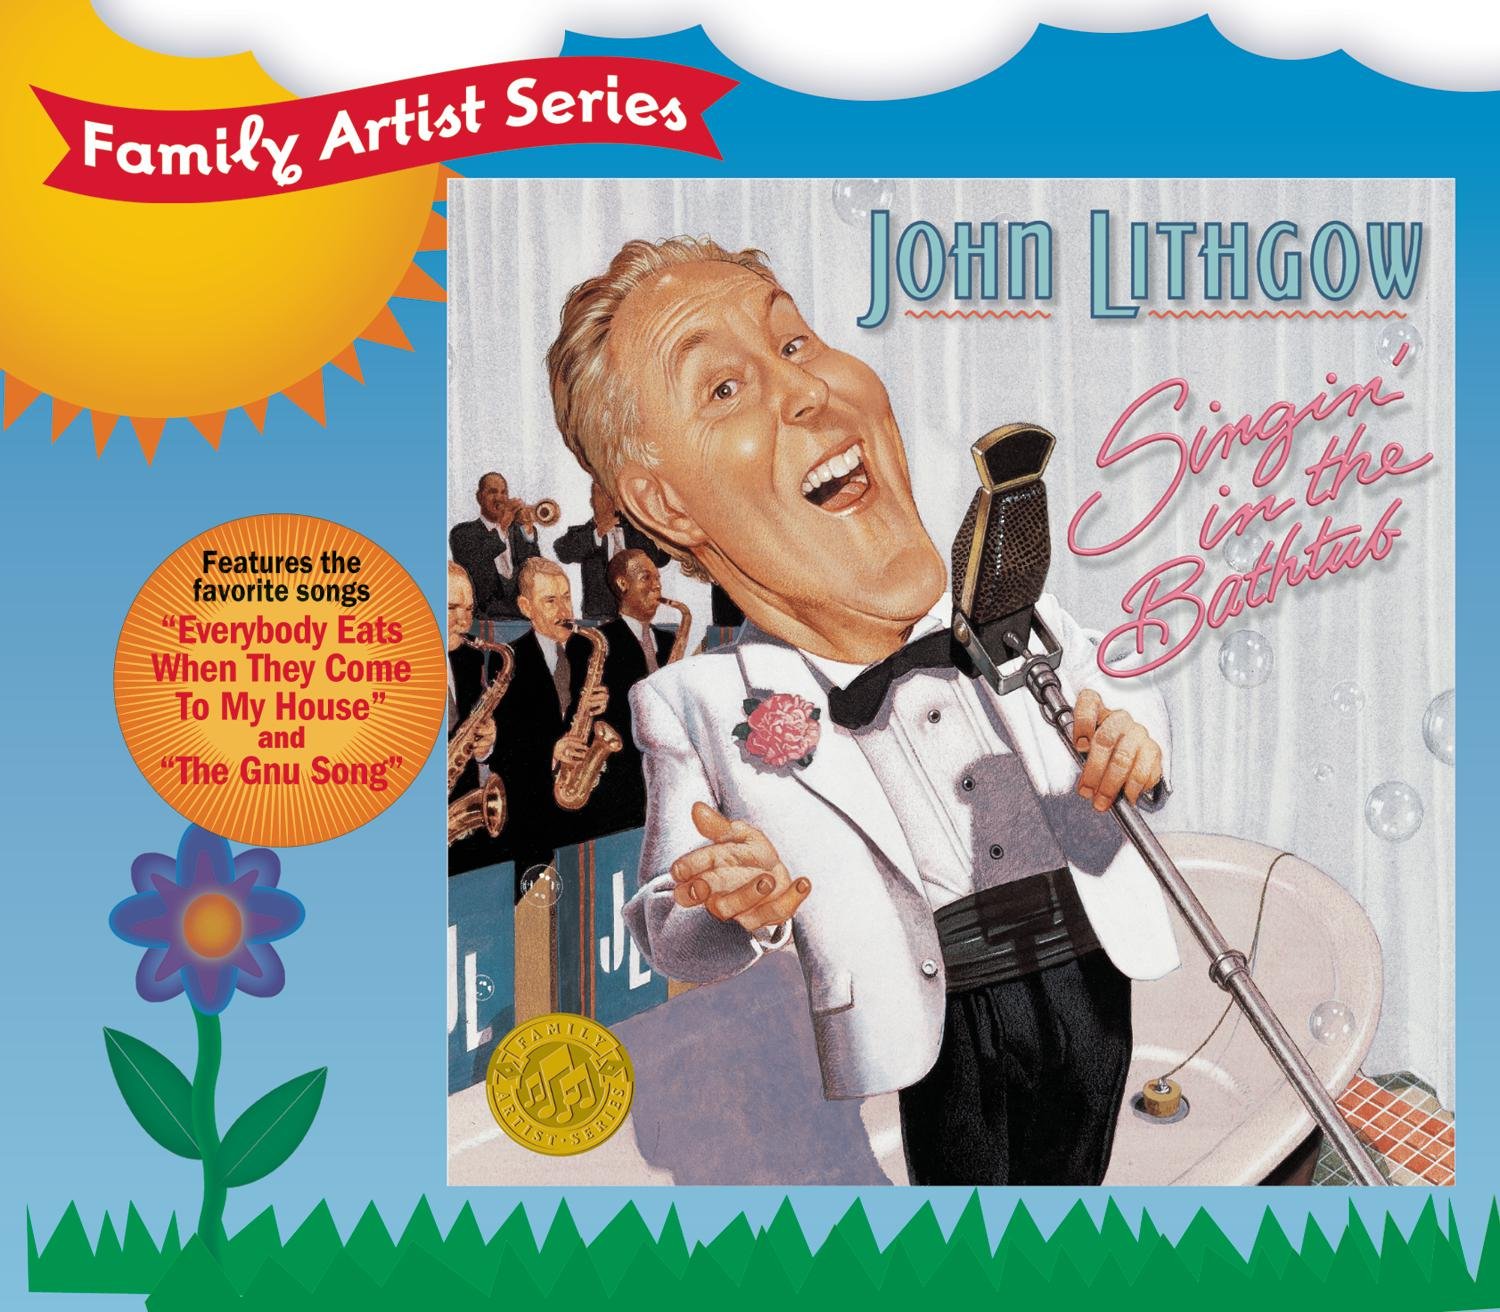 Family Artist Series
JOHN LITHGOW
Singin'
in the
Bathtub
Features the
favorite songs
“Everybody Eats
When They Come
To My House”
and
“The Gnu Song”
JL
JL
FAMILY
ARTIST · SERIES